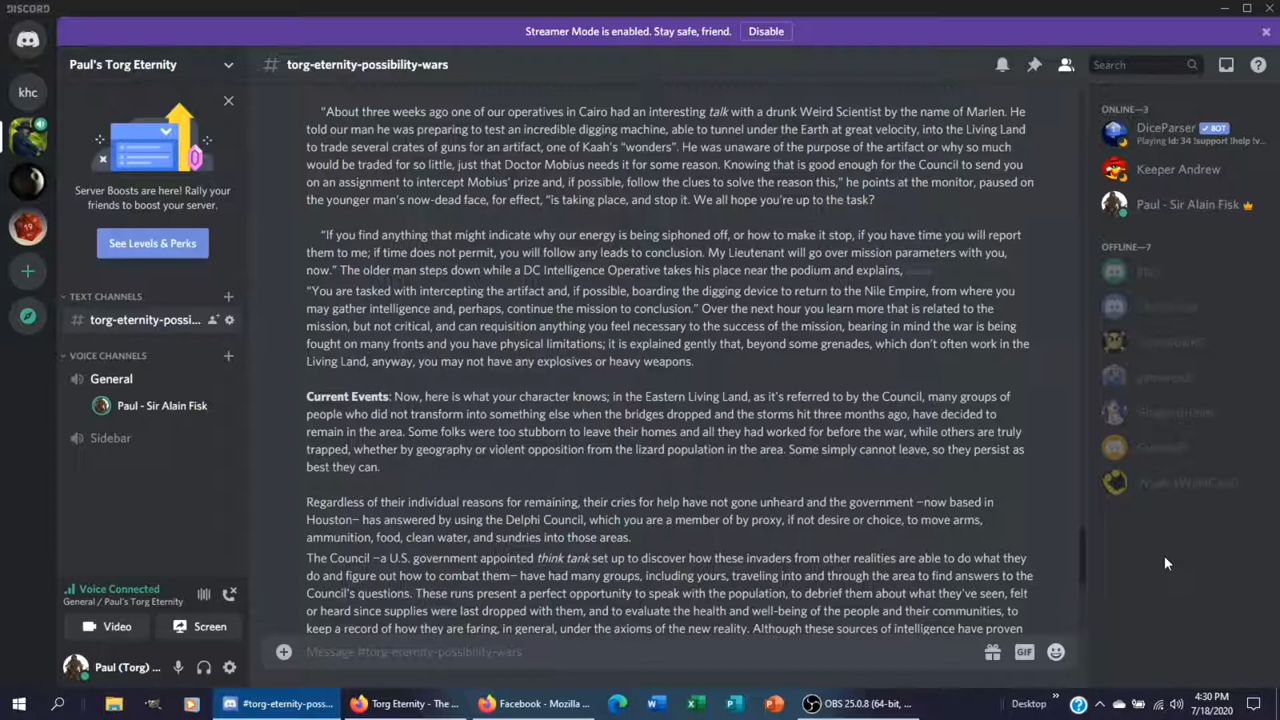 DISCORD
Streamer Mode is enabled. Stay safe, friend.
Disable
Paul's Torg Eternity
torg-eternity-possibility-wars
Search
khc
Server Boosts are here! Rally your
friends to boost your server.
See Levels & Perks
TEXT CHANNELS
torg-eternity-possi...
VOICE CHANNELS
General
Paul - Sir Alain Fisk
Sidebar
Voice Connected
General / Paul's Torg Eternity
Video
Screen
Paul (Torg) ...
"About three weeks ago one of our operatives in Cairo had an interesting talk with a drunk Weird Scientist by the name of Marlen. He
told our man he was preparing to test an incredible digging machine, able to tunnel under the Earth at great velocity, into the Living Land
to trade several crates of guns for an artifact, one of Kaah's "wonders". He was unaware of the purpose of the artifact or why so much
would be traded for so little, just that Doctor Mobius needs it for some reason. Knowing that is good enough for the Council to send you
on an assignment to intercept Mobius' prize and, if possible, follow the clues to solve the reason this," he points at the monitor, paused on
the younger man's now-dead face, for effect, "is taking place, and stop it. We all hope you're up to the task?
"If you find anything that might indicate why our energy is being siphoned off, or how to make it stop, if you have time you will report
them to me; if time does not permit, you will follow any leads to conclusion. My Lieutenant will go over mission parameters with you,
now." The older man steps down while a DC Intelligence Operative takes his place near the podium and explains,
"You are tasked with intercepting the artifact and, if possible, boarding the digging device to return to the Nile Empire, from where you
may gather intelligence and, perhaps, continue the mission to conclusion." Over the next hour you learn more that is related to the
mission, but not critical, and can requisition anything you feel necessary to the success of the mission, bearing in mind the war is being
fought on many fronts and you have physical limitations; it is explained gently that, beyond some grenades, which don't often work in the
Living Land, anyway, you may not have any explosives or heavy weapons.
Current Events: Now, here is what your character knows; in the Eastern Living Land, as it's referred to by the Council, many groups of
people who did not transform into something else when the bridges dropped and the storms hit three months ago, have decided to
remain in the area. Some folks were too stubborn to leave their homes and all they had worked for before the war, while others are truly
trapped, whether by geography or violent opposition from the lizard population in the area. Some simply cannot leave, so they persist as
best they can.
Regardless of their individual reasons for remaining, their cries for help have not gone unheard and the government –now based in
Houston– has answered by using the Delphi Council, which you are a member of by proxy, if not desire or choice, to move arms,
ammunition, food, clean water, and sundries into those areas.
The Council –a U.S. government appointed think tank set up to discover how these invaders from other realities are able to do what they
do and figure out how to combat them– have had many groups, including yours, traveling into and through the area to find answers to the
Council's questions. These runs present a perfect opportunity to speak with the population, to debrief them about what they've seen, felt
or heard since supplies were last dropped with them, and to evaluate the health and well-being of the people and their communities, to
keep a record of how they are faring, in general, under the axioms of the new reality. Although these sources of intelligence have proven
Message #torg-eternity-possibility-wars
GIF
ONLINE—3
DiceParser BOT
Playing Id: 34 !support !help tv...
Keeper Andrew
Paul - Sir Alain Fisk
OFFLINE—7
#torg-eternity-poss...
Torg Eternity - The ...
Facebook - Mozilla ...
OBS 25.0.8 (64-bit, ...
Desktop
4:30 PM
7/18/2020